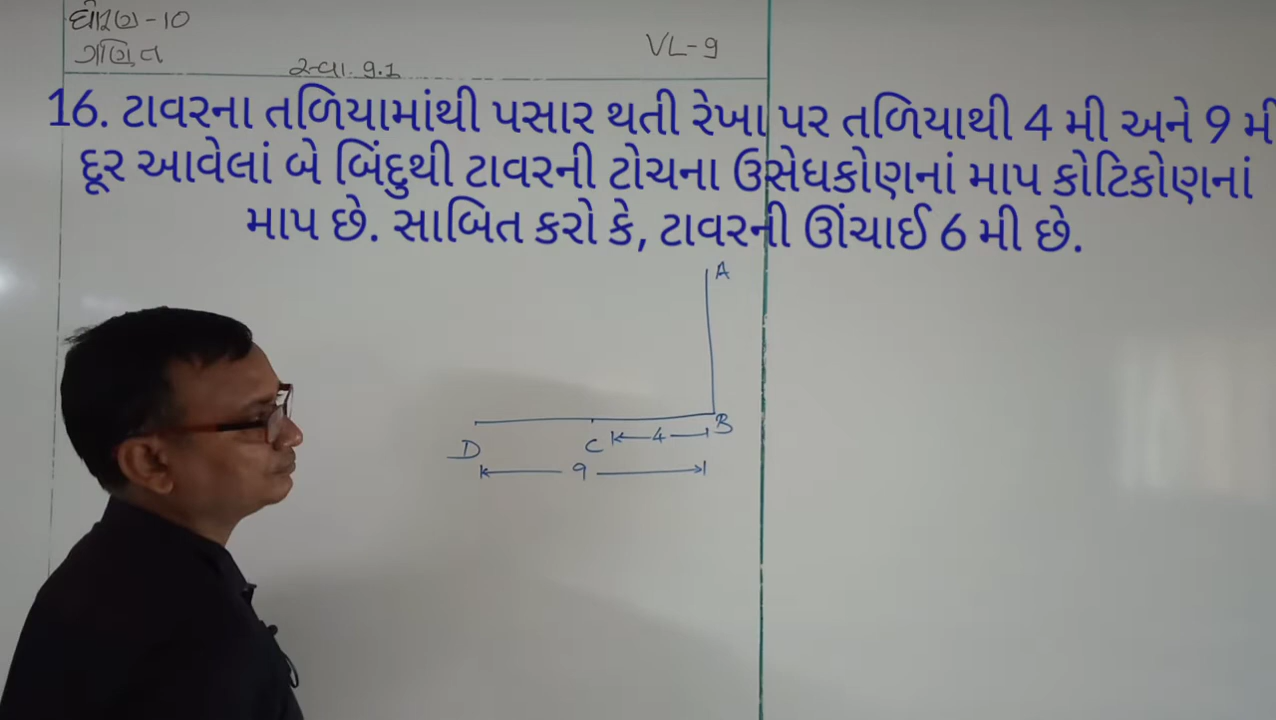 ધોરણ-10
ગણિત
સ્વા. 9.1
VL-9
16. ટાવરના તળિયામાંથી પસાર થતી રેખા પર તળિયાથી 4 મી અને 9 મી
દૂર આવેલાં બે બિંદુથી ટાવરની ટોચના ઉત્સેધકોણનાં માપ કોટિકોણનાં
માપ છે. સાબિત કરો કે, ટાવરની ઊંચાઈ 6 મી છે.
A
B
D
C
4
9